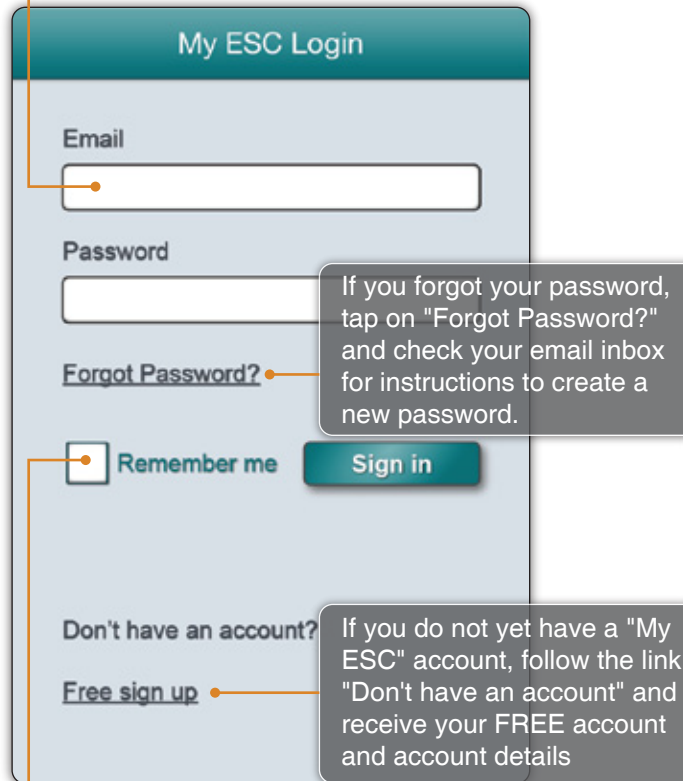 My ESC Login
Email
Password
If you forgot your password,
tap on "Forgot Password?"
and check your email inbox
for instructions to create a
new password.
Forgot Password?
Remember me
Sign in
Don't have an account?
If you do not yet have a "My
ESC" account, follow the link
"Don't have an account" and
receive your FREE account
and account details
Free sign up